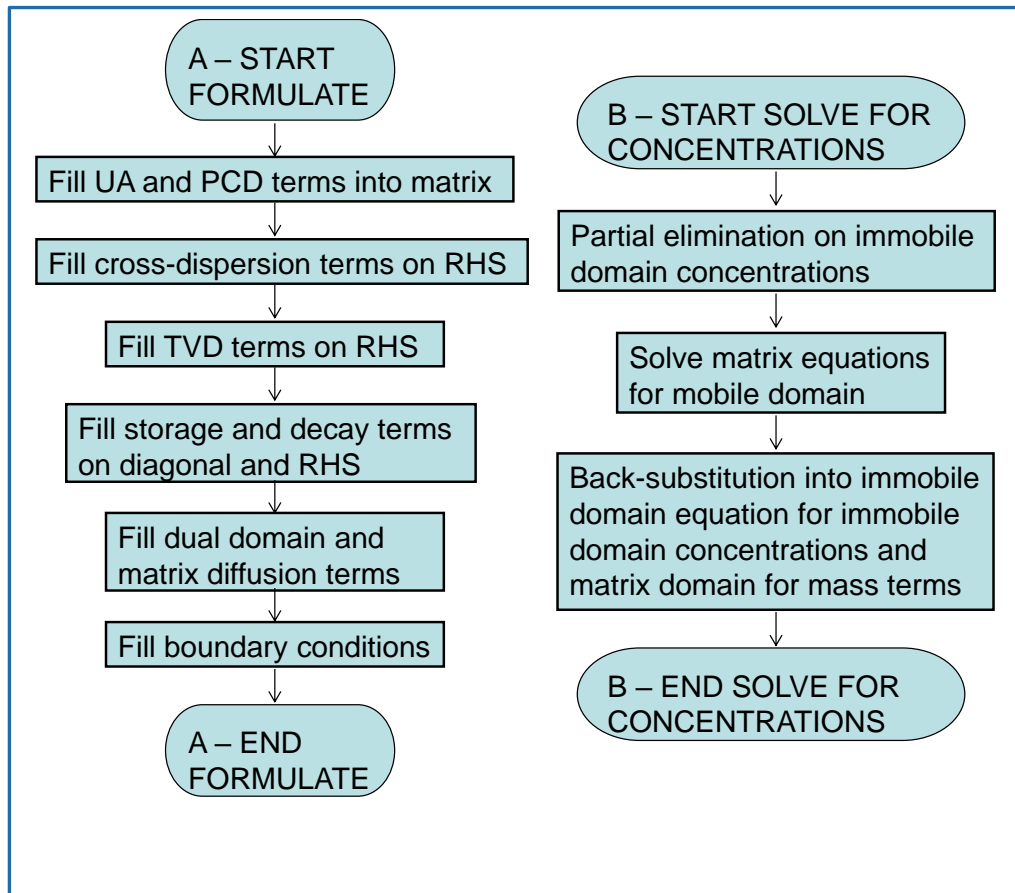 A – START
FORMULATE
Fill UA and PCD terms into matrix
Fill cross-dispersion terms on RHS
Fill TVD terms on RHS
Fill storage and decay terms
on diagonal and RHS
Fill dual domain and
matrix diffusion terms
Fill boundary conditions
A – END
FORMULATE
B – START SOLVE FOR
CONCENTRATIONS
Partial elimination on immobile
domain concentrations
Solve matrix equations
for mobile domain
Back-substitution into immobile
domain equation for immobile
domain concentrations and
matrix domain for mass terms
B – END SOLVE FOR
CONCENTRATIONS